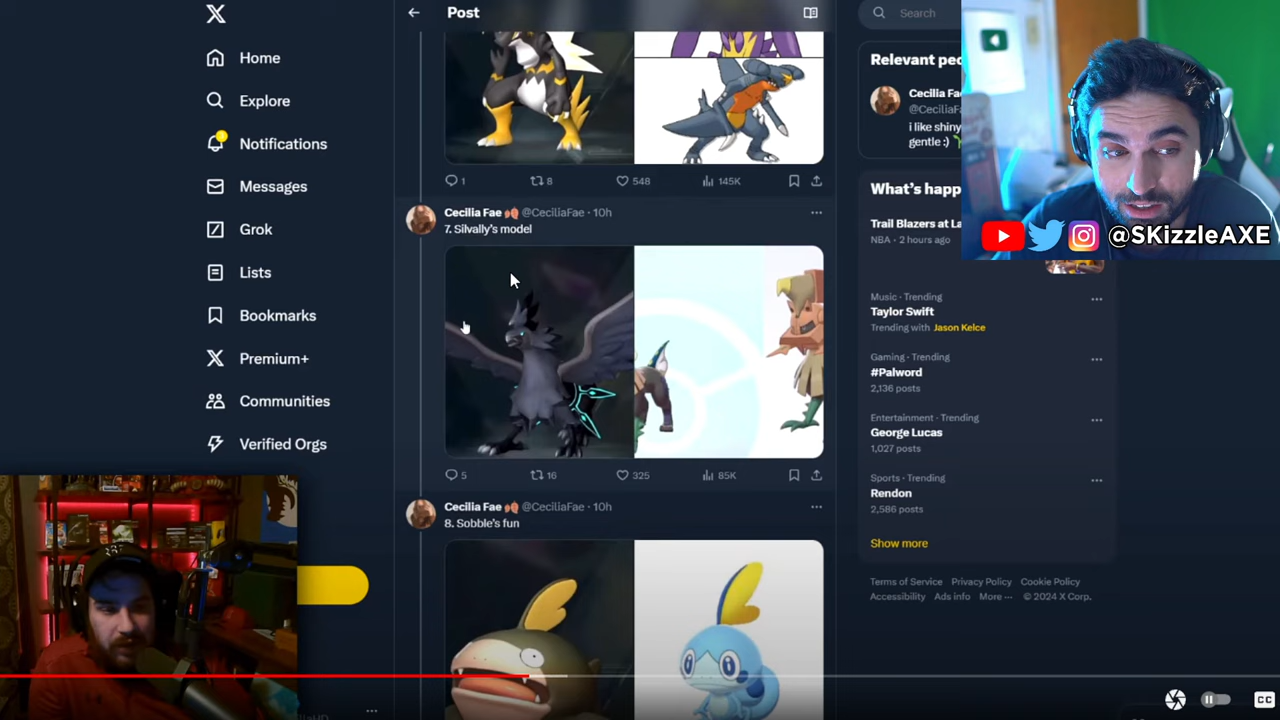 Home
Explore
Notifications
Messages
Grok
Lists
Bookmarks
Premium+
Communities
Verified Orgs
Post
1 8 548 145K
Cecilia Fae @CeciliaFae · 10h
7. Silvally's model
5 16 325 85K
Cecilia Fae @CeciliaFae · 10h
8. Sobble's fun
Search
Relevant peo
Cecilia Fae
@CeciliaFa
i like shiny
gentle :)
What's happ
Trail Blazers at La
NBA · 2 hours ago
Music · Trending
Taylor Swift
Trending with Jason Kelce
Gaming · Trending
#Palword
2,136 posts
Entertainment · Trending
George Lucas
1,027 posts
Sports · Trending
Rendon
2,586 posts
Show more
Terms of Service Privacy Policy Cookie Policy
Accessibility Ads info More ··· © 2024 X Corp.
@SKizzleAXE
CC